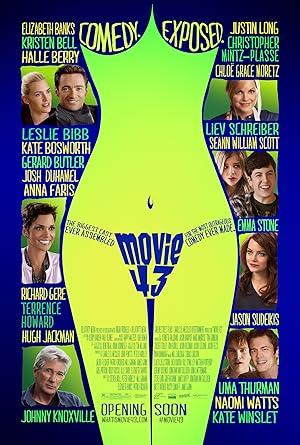 COMEDY. EXPOSED.
ELIZABETH BANKS
KRISTEN BELL
HALLE BERRY
JUSTIN LONG
CHRISTOPHER
MINTZ-PLASSE
CHLOË GRACE MORETZ
LESLIE BIBB
KATE BOSWORTH
GERARD BUTLER
JOSH DUHAMEL
ANNA FARIS
LIEV SCHREIBER
SEANN WILLIAM SCOTT
EMMA STONE
THE BIGGEST CAST
EVER ASSEMBLED
FOR THE MOST OUTRAGEOUS
COMEDY EVER MADE.
MOVIE
43
RICHARD GERE
TERRENCE
HOWARD
HUGH JACKMAN
JASON SUDEIKIS
JOHNNY KNOXVILLE
UMA THURMAN
NAOMI WATTS
KATE WINSLET
OPENING SOON
WHATISMOVIE43.COM #MOVIE43